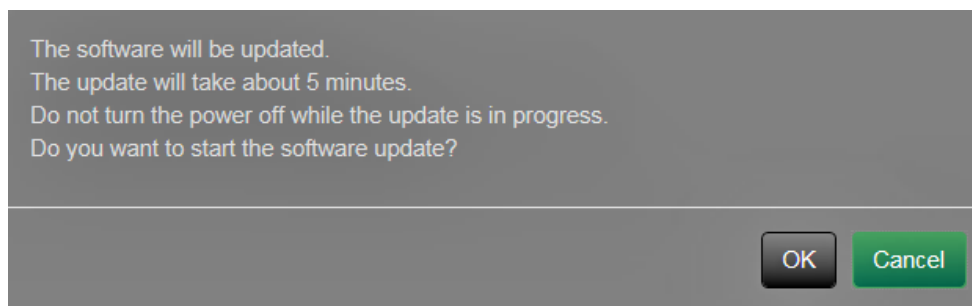 The software will be updated.
The update will take about 5 minutes.
Do not turn the power off while the update is in progress.
Do you want to start the software update?
OK
Cancel